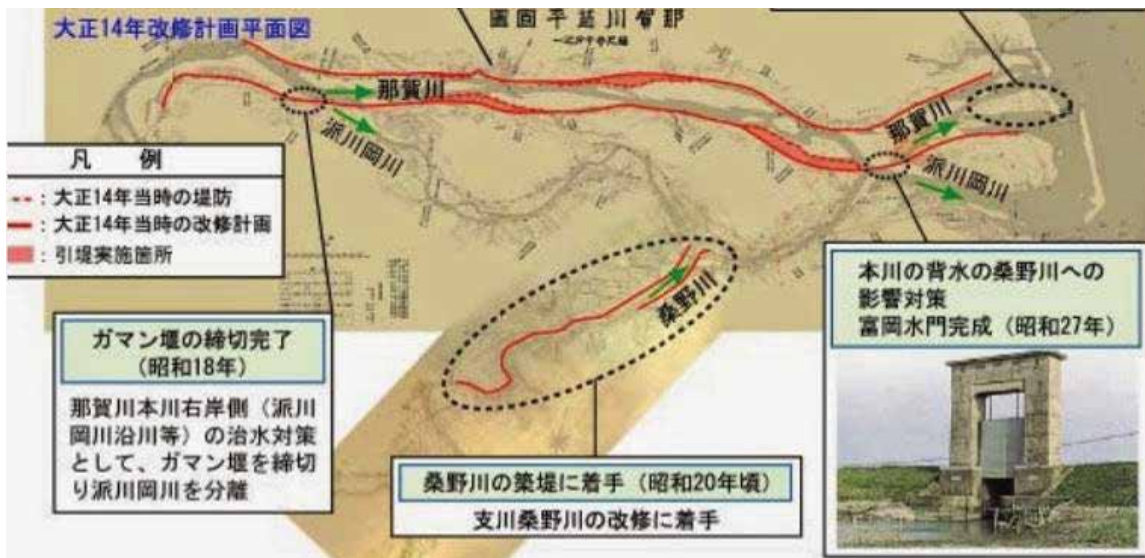 大正14年改修計画平面図
圖面平川賀那
那賀川
派川岡川
那賀川
派川岡川
凡 例
：大正14年当時の堤防
：大正14年当時の改修計画
：引堤実施箇所
桑野川
ガマン堰の締切完了
（昭和18年）
那賀川本川右岸側（派川
岡川沿川等）の治水対策
として、ガマン堰を締切
り派川岡川を分離
桑野川の築堤に着手（昭和20年頃）
支川桑野川の改修に着手
本川の背水の桑野川への
影響対策
富岡水門完成（昭和27年）